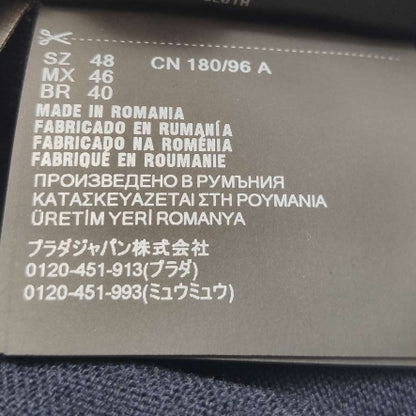 CLOTH
SZ 48 CN 180/96 A
MX 46
BR 40
MADE IN ROMANIA
FABRICADO EN RUMANÍA
FABRICADO NA ROMÉNIA
FABRIQUÉ EN ROUMANIE
ПРОИЗВЕДЕНО В РУМЪНИЯ
ΚΑΤΑΣΚΕΥΑΖΕΤΑΙ ΣΤΗ ΡΟΥΜΑΝΙΑ
ÜRETİM YERİ ROMANYA
プラダジャパン株式会社
0120-451-913(プラダ)
0120-451-993(ミュウミュウ)